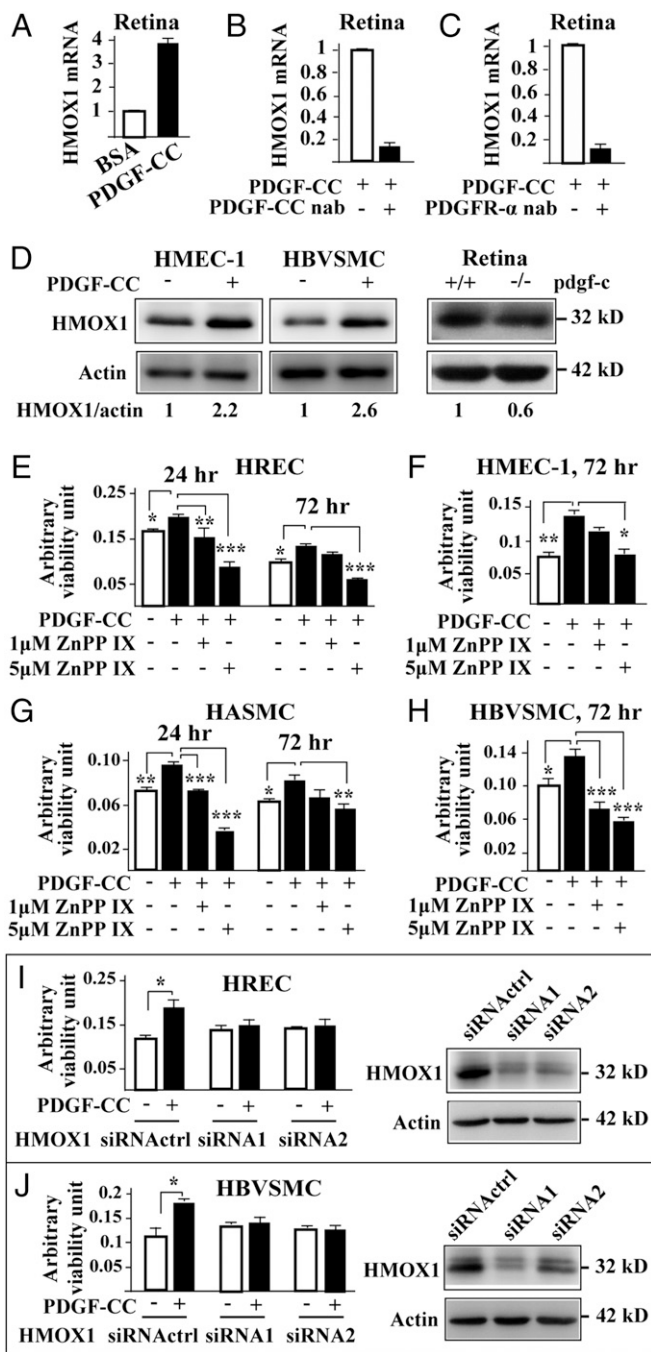 A Retina
HMOX1 mRNA
4
3
2
1
BSA
PDGF-CC
B Retina
HMOX1 mRNA
1
0.8
0.6
0.4
0.2
PDGF-CC + +
PDGF-CC nab - +
C Retina
HMOX1 mRNA
1
0.8
0.6
0.4
0.2
PDGF-CC + +
PDGFR-α nab - +
D HMEC-1 HBVSMC Retina
PDGF-CC - + - + +/+ -/- pdgf-c
HMOX1 32 kD
Actin 42 kD
HMOX1/actin 1 2.2 1 2.6 1 0.6
E HREC
24 hr 72 hr
Arbitrary viability unit
0.25
0.15
0.05
* ** *** * ***
PDGF-CC - + + + - + + +
1µM ZnPP IX - - + - - - + -
5µM ZnPP IX - - - + - - - +
F HMEC-1, 72 hr
Arbitrary viability unit
0.15
0.1
0.05
** *
PDGF-CC - + + +
1µM ZnPP IX - - + -
5µM ZnPP IX - - - +
G HASMC
24 hr 72 hr
Arbitrary viability unit
0.10
0.06
0.02
** *** *** * **
PDGF-CC - + + + - + + +
1µM ZnPP IX - - + - - - + -
5µM ZnPP IX - - - + - - - +
H HBVSMC, 72 hr
Arbitrary viability unit
0.15
0.10
0.05
* *** ***
PDGF-CC - + + +
1µM ZnPP IX - - + -
5µM ZnPP IX - - - +
I HREC
Arbitrary viability unit
0.25
0.15
0.05
*
PDGF-CC - + - + - +
HMOX1 siRNActrl siRNA1 siRNA2
siRNActrl
siRNA1
siRNA2
HMOX1 32 kD
Actin 42 kD
J HBVSMC
Arbitrary viability unit
0.2
0.15
0.1
0.05
*
PDGF-CC - + - + - +
HMOX1 siRNActrl siRNA1 siRNA2
siRNActrl
siRNA1
siRNA2
HMOX1 32 kD
Actin 42 kD